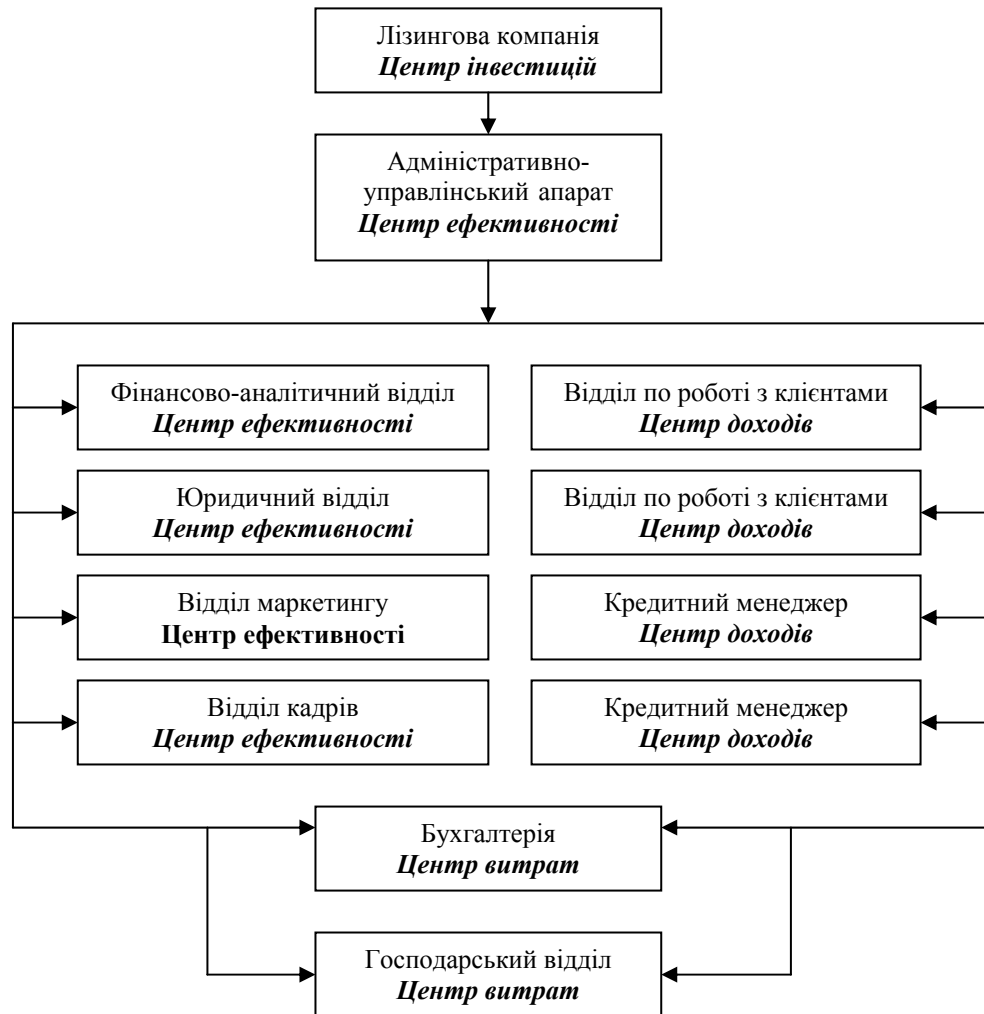 Лізингова компанія
Центр інвестицій
Адміністративно-
управлінський апарат
Центр ефективності
Фінансово-аналітичний відділ
Центр ефективності
Відділ по роботі з клієнтами
Центр доходів
Юридичний відділ
Центр ефективності
Відділ по роботі з клієнтами
Центр доходів
Відділ маркетингу
Центр ефективності
Кредитний менеджер
Центр доходів
Відділ кадрів
Центр ефективності
Кредитний менеджер
Центр доходів
Бухгалтерія
Центр витрат
Господарський відділ
Центр витрат